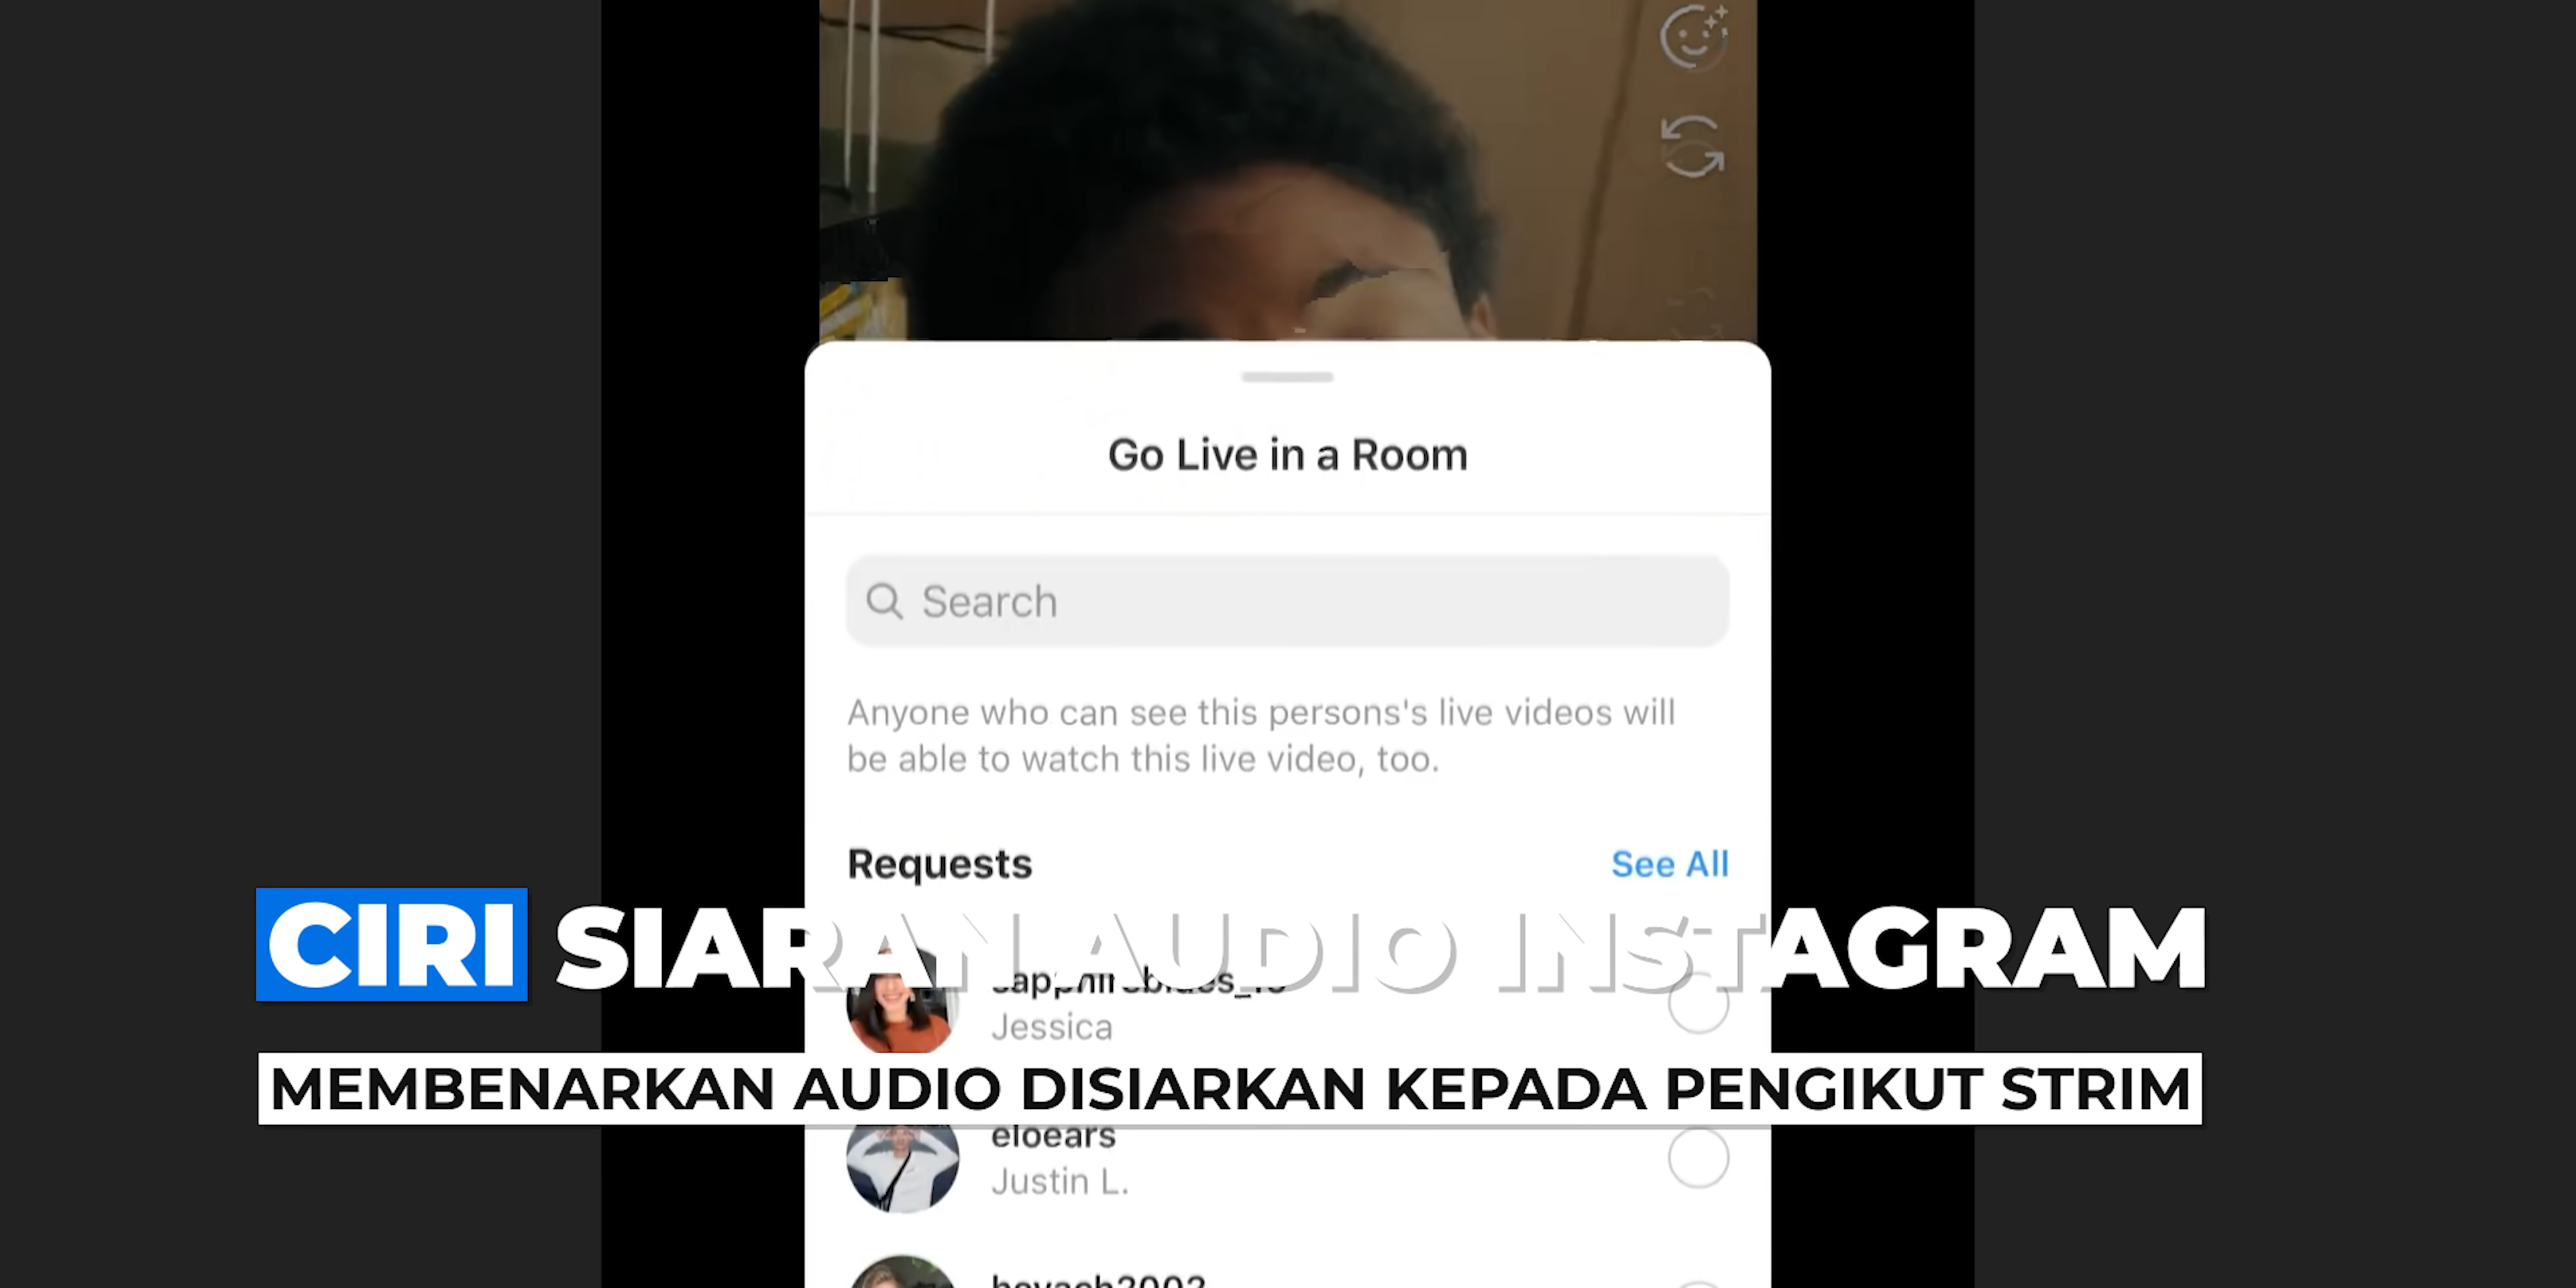 Go Live in a Room
Search
Anyone who can see this persons's live videos will
be able to watch this live video, too.
Requests
See All
CIRI SIARAN AUDIO INSTAGRAM
Jessica
MEMBENARKAN AUDIO DISIARKAN KEPADA PENGIKUT STRIM
eloears
Justin L.